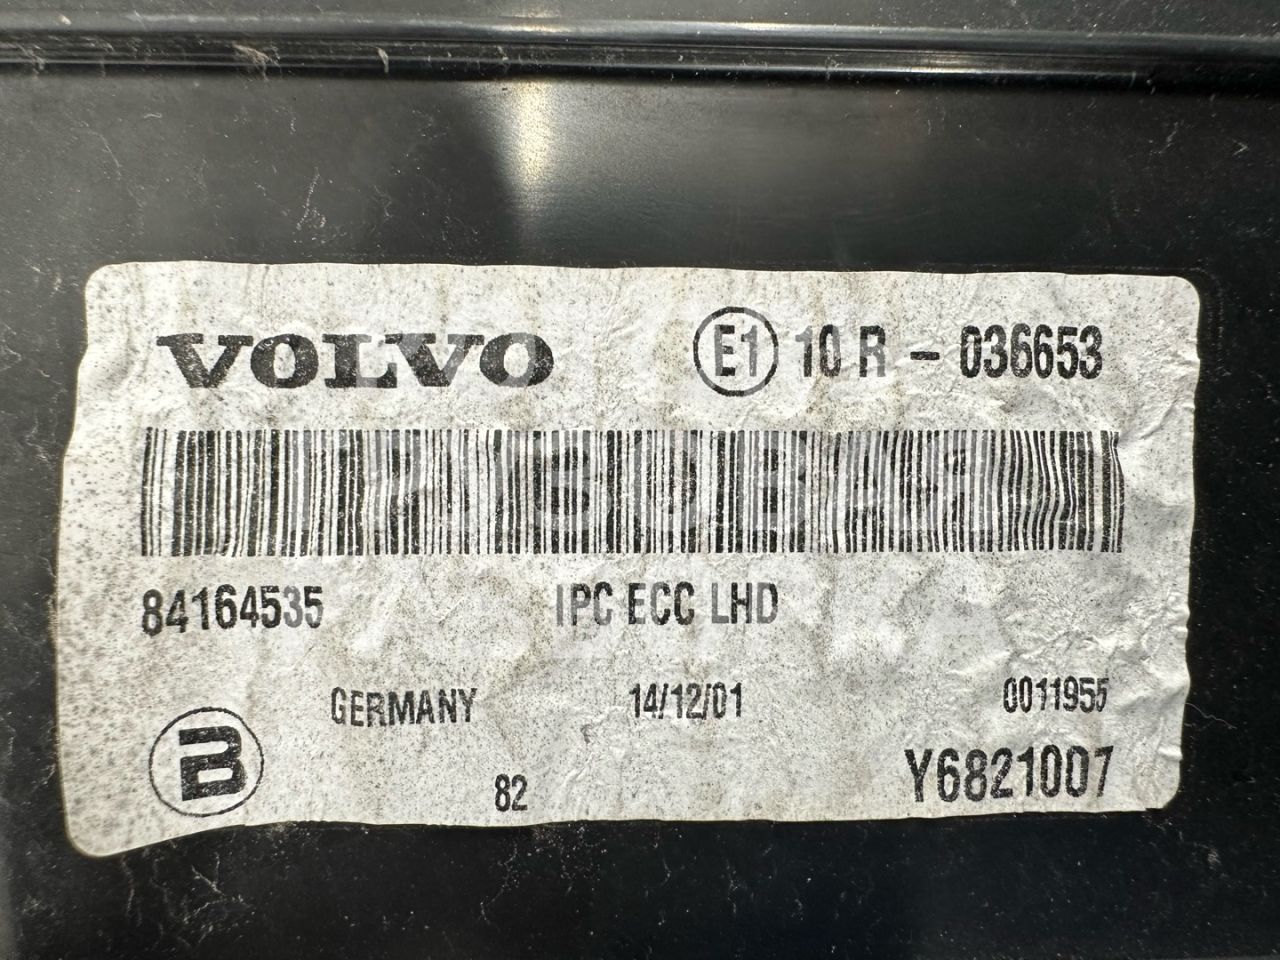 VOLVO E1 10 R - 036653
84164535 IPC ECC LHD
GERMANY 14/12/01 0011955
B 82 Y6821007